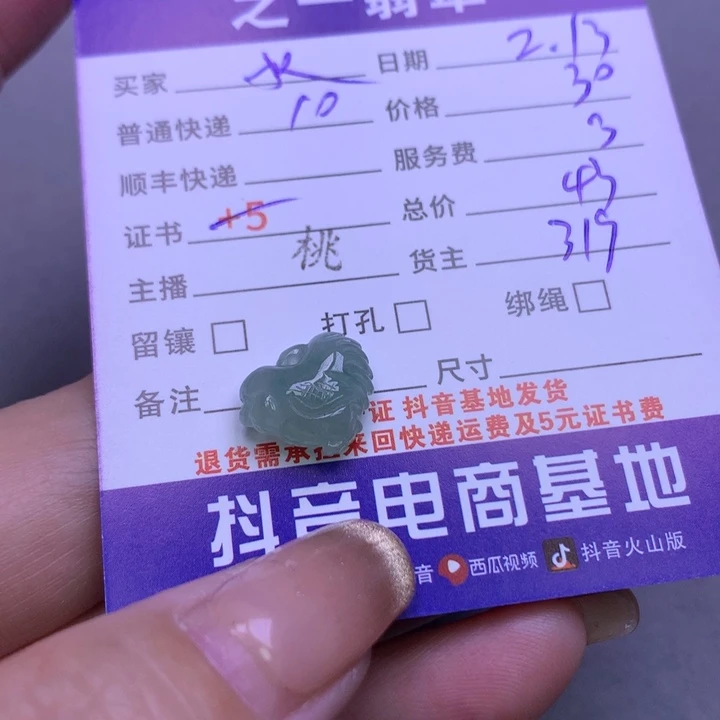 之一翡翠
买家 日期 2.13
普通快递 10 价格 30
顺丰快递 服务费 3
证书 +5 总价 43
主播 桃 货主 319
留镶 打孔 绑绳
备注 尺寸
证 抖音基地发货
退货需承担来回快递运费及5元证书费
抖音电商基地
音 西瓜视频 抖音火山版